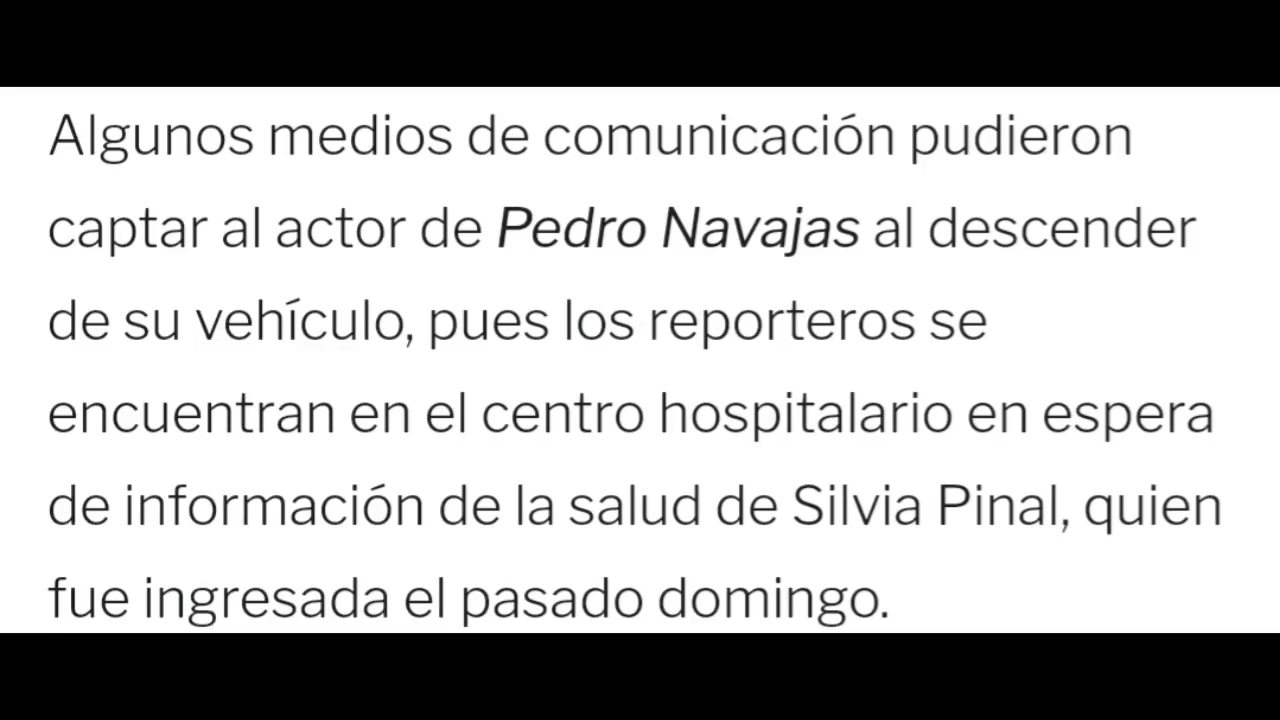 Algunos medios de comunicación pudieron
captar al actor de Pedro Navajas al descender
de su vehículo, pues los reporteros se
encuentran en el centro hospitalario en espera
de información de la salud de Silvia Pinal, quien
fue ingresada el pasado domingo.